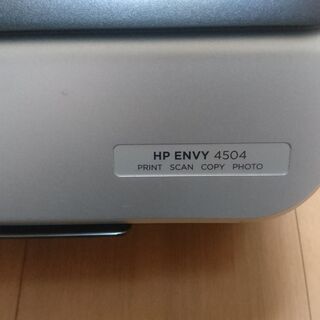 HP ENVY 4504
PRINT SCAN COPY PHOTO